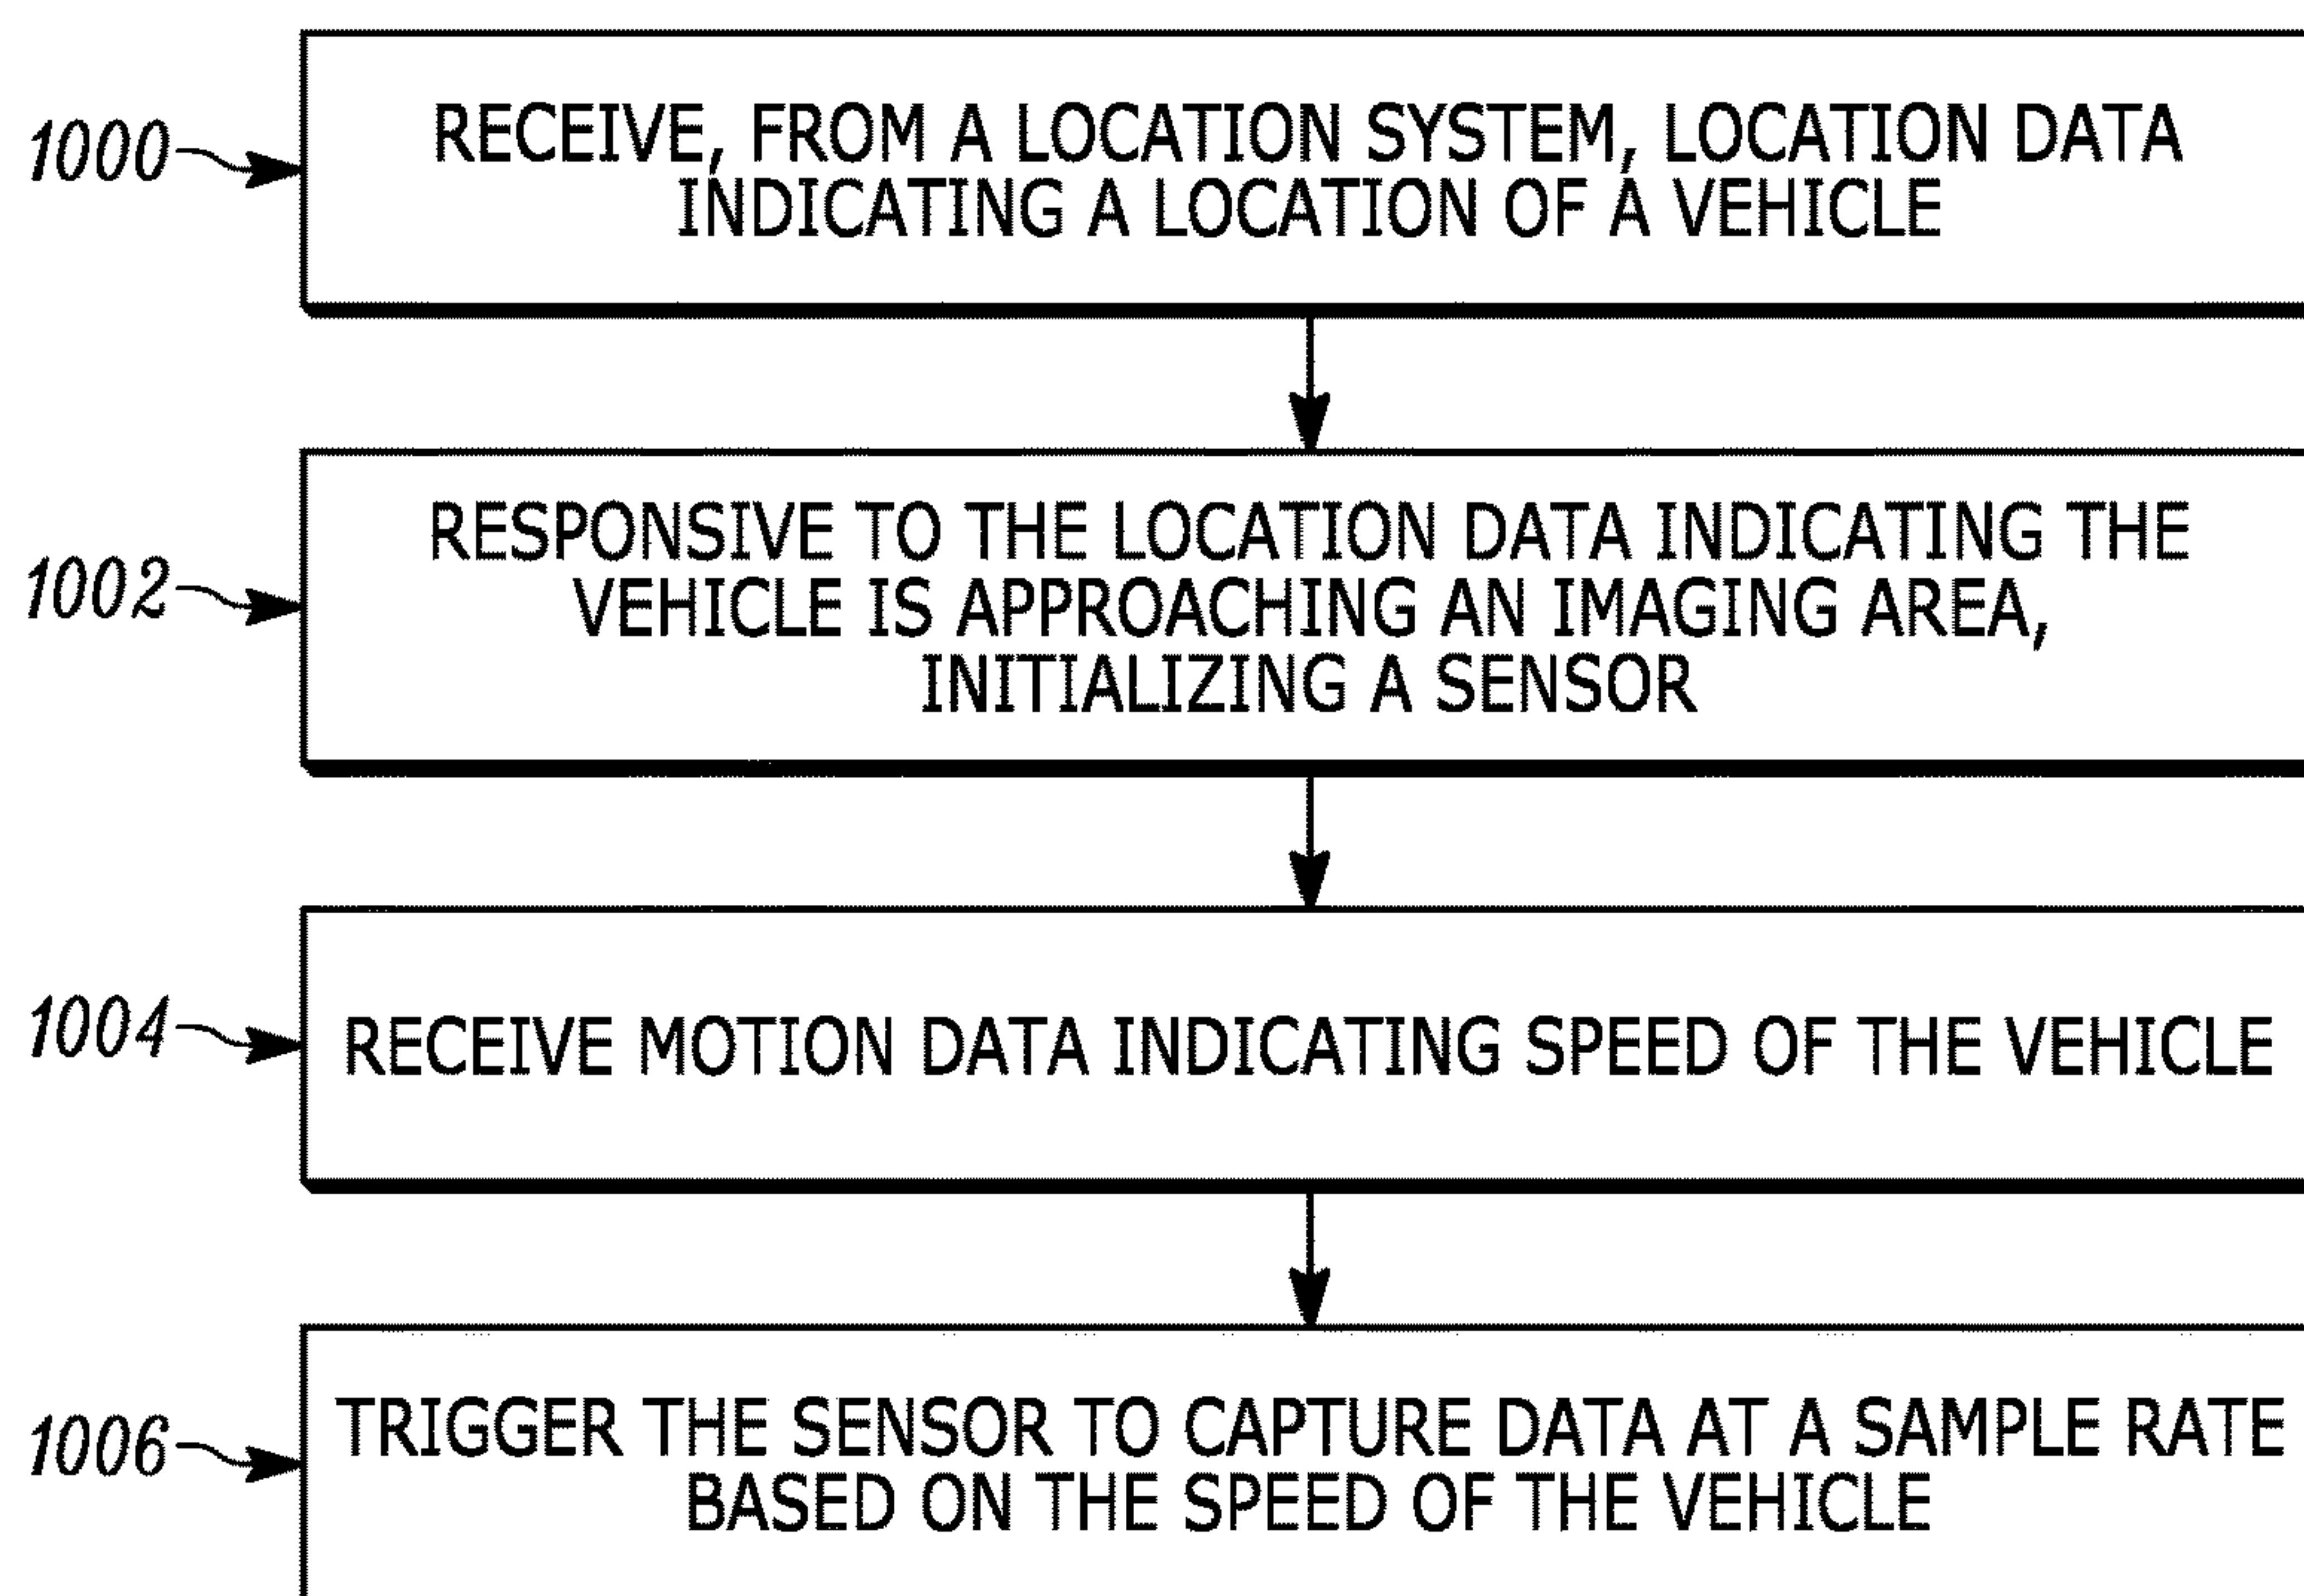 1000
RECEIVE, FROM A LOCATION SYSTEM, LOCATION DATA
INDICATING A LOCATION OF A VEHICLE
1002
RESPONSIVE TO THE LOCATION DATA INDICATING THE
VEHICLE IS APPROACHING AN IMAGING AREA,
INITIALIZING A SENSOR
1004
RECEIVE MOTION DATA INDICATING SPEED OF THE VEHICLE
1006
TRIGGER THE SENSOR TO CAPTURE DATA AT A SAMPLE RATE
BASED ON THE SPEED OF THE VEHICLE